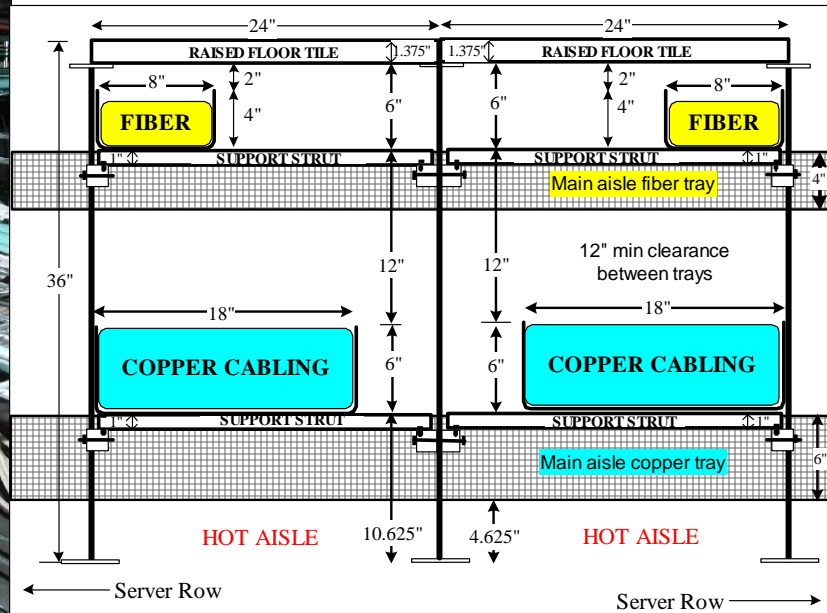 24"
24"
RAISED FLOOR TILE
1.375"
1.375"
RAISED FLOOR TILE
8"
2"
6"
6"
2"
8"
FIBER
4"
4"
FIBER
1"
SUPPORT STRUT
SUPPORT STRUT
1"
Main aisle fiber tray
4"
36"
12"
12"
12" min clearance
between trays
18"
18"
COPPER CABLING
6"
6"
COPPER CABLING
1"
SUPPORT STRUT
SUPPORT STRUT
1"
Main aisle copper tray
6"
HOT AISLE
10.625"
4.625"
HOT AISLE
Server Row
Server Row